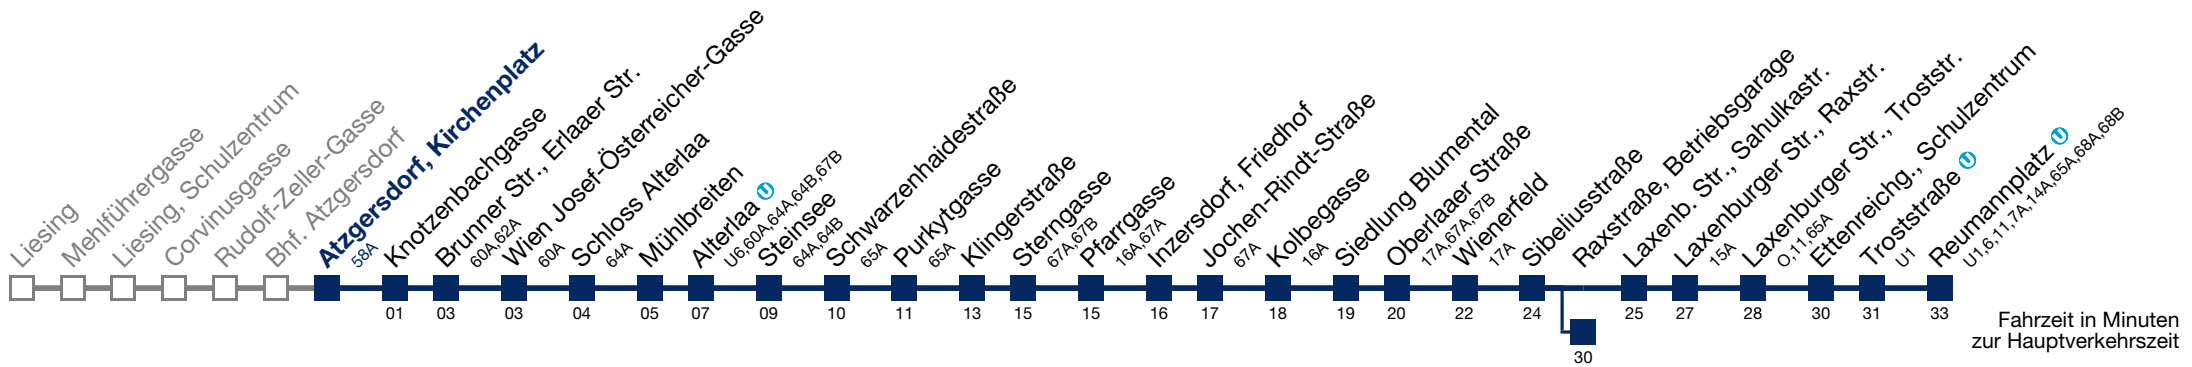 Liesing
Mehlführergasse
Liesing, Schulzentrum
Corvinusgasse
Rudolf-Zeller-Gasse
Bhf. Atzgersdorf
Atzgersdorf, Kirchenplatz
58A
Knotzenbachgasse
01
Brunner Str., Erlaaer Str.
60A,62A
03
Wien Josef-Österreicher-Gasse
60A
03
Schloss Alterlaa
64A
04
Mühlbreiten
05
Alterlaa U
U6,60A,64A,64B,67B
07
Steinsee
64A,64B
09
Schwarzenhaidestraße
65A
10
Purkytgasse
65A
11
Klingerstraße
13
Sterngasse
67A,67B
15
Pfarrgasse
16A,67A
15
Inzersdorf, Friedhof
16
Jochen-Rindt-Straße
67A
17
Kolbegasse
16A
18
Siedlung Blumental
19
Oberlaaer Straße
17A,67A,67B
20
Wienerfeld
17A
22
Sibeliusstraße
24
Raxstraße, Betriebsgarage
30
Laxenb. Str., Sahulkastr.
25
Laxenburger Str., Raxstr.
15A
27
Laxenburger Str., Troststr.
O,11,65A
28
Ettenreichg., Schulzentrum
30
Troststraße U
U1
31
Reumannplatz U
U1,6,11,7A,14A,65A,68A,68B
33
Fahrzeit in Minuten
zur Hauptverkehrszeit